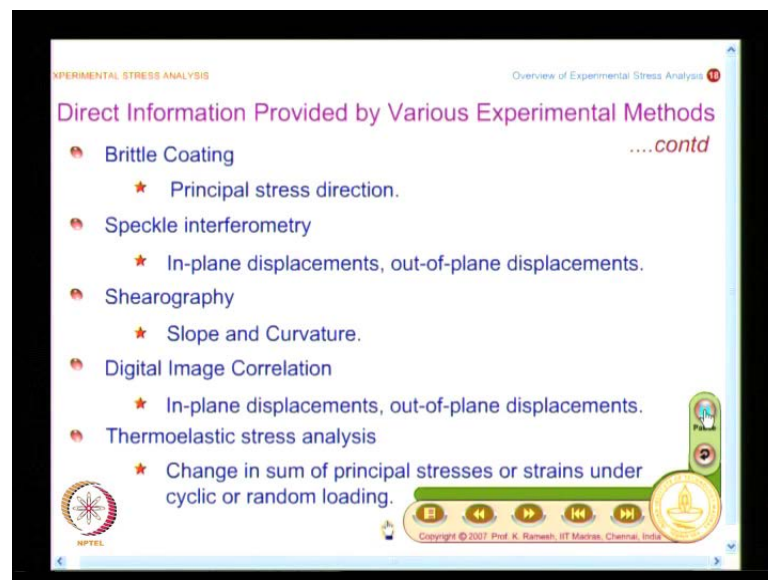 XPERIMENTAL STRESS ANALYSIS
Overview of Experimental Stress Analysis 18
Direct Information Provided by Various Experimental Methods
....contd
Brittle Coating
Principal stress direction.
Speckle interferometry
In-plane displacements, out-of-plane displacements.
Shearography
Slope and Curvature.
Digital Image Correlation
In-plane displacements, out-of-plane displacements.
Thermoelastic stress analysis
Change in sum of principal stresses or strains under
cyclic or random loading.
NPTEL
Copyright © 2007 Prof. K. Ramesh, IIT Madras, Chennai, India